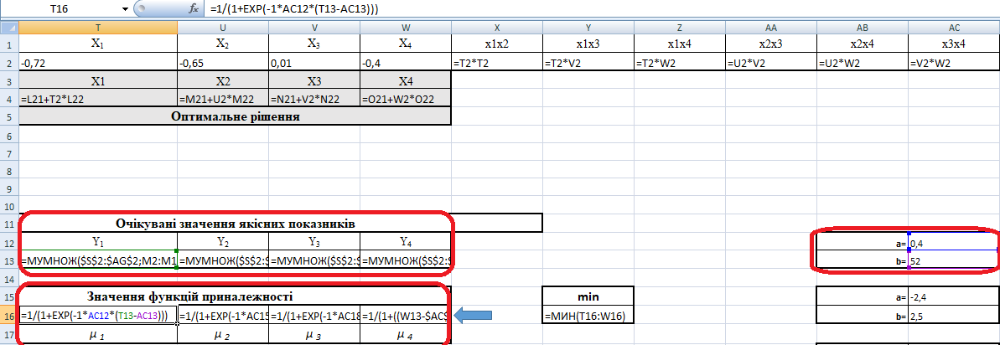 T16 fx =1/(1+EXP(-1*AC12*(T13-AC13)))
T U V W X Y Z AA AB AC
1 X1 X2 X3 X4 x1x2 x1x3 x1x4 x2x3 x2x4 x3x4
2 -0,72 -0,65 0,01 -0,4 =T2*T2 =T2*V2 =T2*W2 =U2*V2 =U2*W2 =V2*W2
3 X1 X2 X3 X4
4 =L21+T2*L22 =M21+U2*M22 =N21+V2*N22 =O21+W2*O22
5 Оптимальне рішення
6
7
8
9
10
11 Очікувані значення якісних показників
12 Y1 Y2 Y3 Y4 a= 0,4
13 =МУМНОЖ($S$2:$AG$2;M2:M1 =МУМНОЖ($S$2:$ =МУМНОЖ($S$2:$ =МУМНОЖ($S$2:$ b= 52
14
15 Значення функцій приналежності min a= -2,4
16 =1/(1+EXP(-1*AC12*(T13-AC13))) =1/(1+EXP(-1*AC15 =1/(1+EXP(-1*AC18 =1/(1+((W13-$AC$ =МИН(T16:W16) b= 2,5
17 μ 1 μ 2 μ 3 μ 4